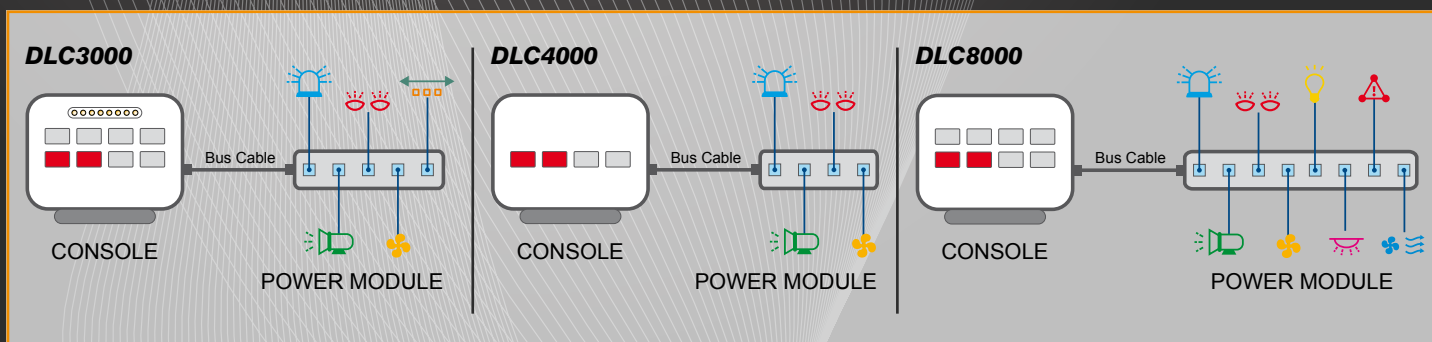 DLC3000
Bus Cable
CONSOLE
POWER MODULE
DLC4000
Bus Cable
CONSOLE
POWER MODULE
DLC8000
Bus Cable
CONSOLE
POWER MODULE